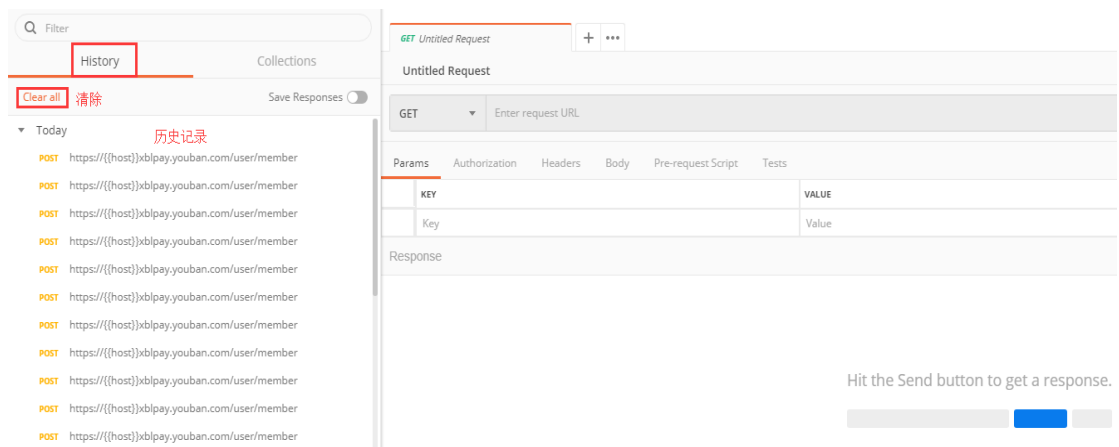 Filter
History
Collections
Clear all
清除
Save Responses
Today
历史记录
POST https://{{host}}xblpay.youban.com/user/member
POST https://{{host}}xblpay.youban.com/user/member
POST https://{{host}}xblpay.youban.com/user/member
POST https://{{host}}xblpay.youban.com/user/member
POST https://{{host}}xblpay.youban.com/user/member
POST https://{{host}}xblpay.youban.com/user/member
POST https://{{host}}xblpay.youban.com/user/member
POST https://{{host}}xblpay.youban.com/user/member
POST https://{{host}}xblpay.youban.com/user/member
POST https://{{host}}xblpay.youban.com/user/member
POST https://{{host}}xblpay.youban.com/user/member
GET Untitled Request
Untitled Request
GET
Enter request URL
Params Authorization Headers Body Pre-request Script Tests
KEY VALUE
Key Value
Response
Hit the Send button to get a response.